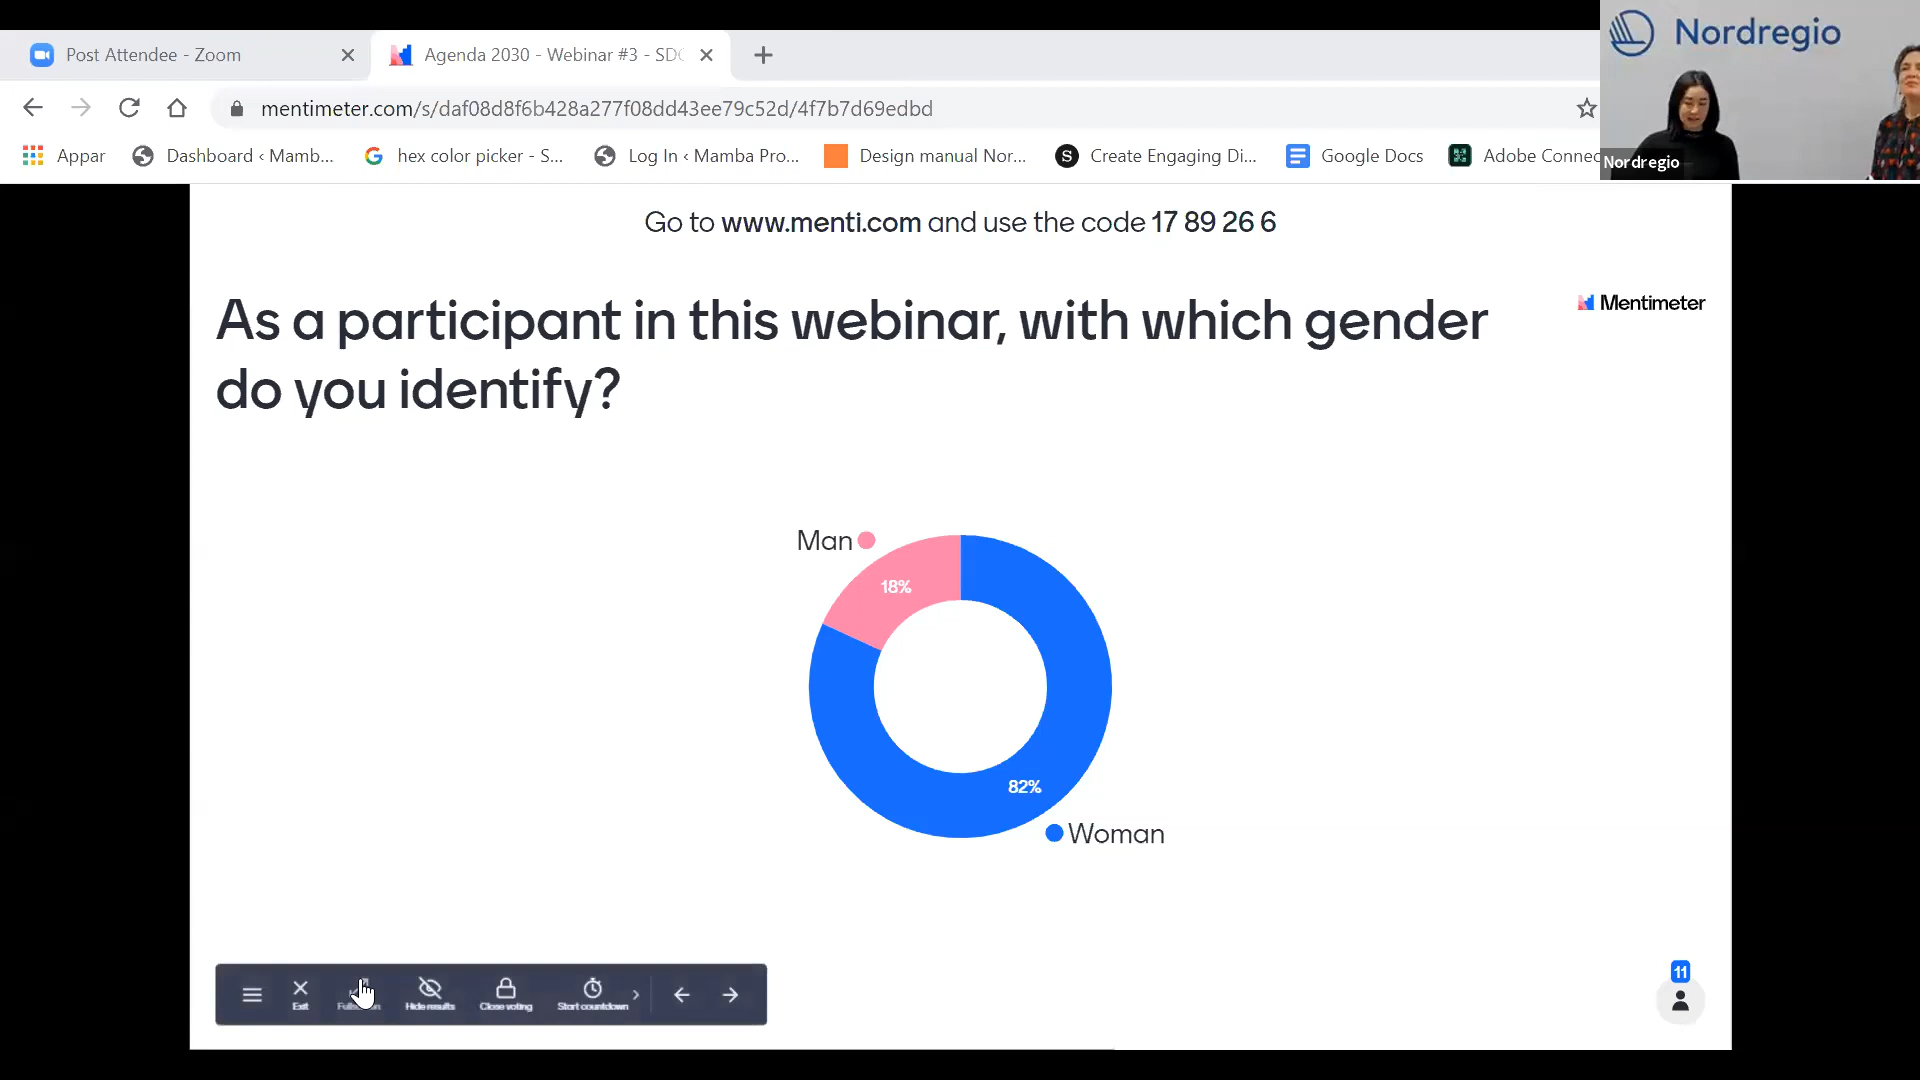 Post Attendee - Zoom
Agenda 2030 - Webinar #3 - SD
Nordregio
mentimeter.com/s/daf08d8f6b428a277f08dd43ee79c52d/4f7b7d69edbd
Appar
Dashboard ‹ Mamb...
hex color picker - S...
Log In ‹ Mamba Pro...
Design manual Nor...
Create Engaging Di...
Google Docs
Adobe Connec
Nordregio
Go to www.menti.com and use the code 17 89 26 6
As a participant in this webinar, with which gender
do you identify?
Mentimeter
Man
18%
82%
Woman
11
Exit
Hide results
Close voting
Start countdown